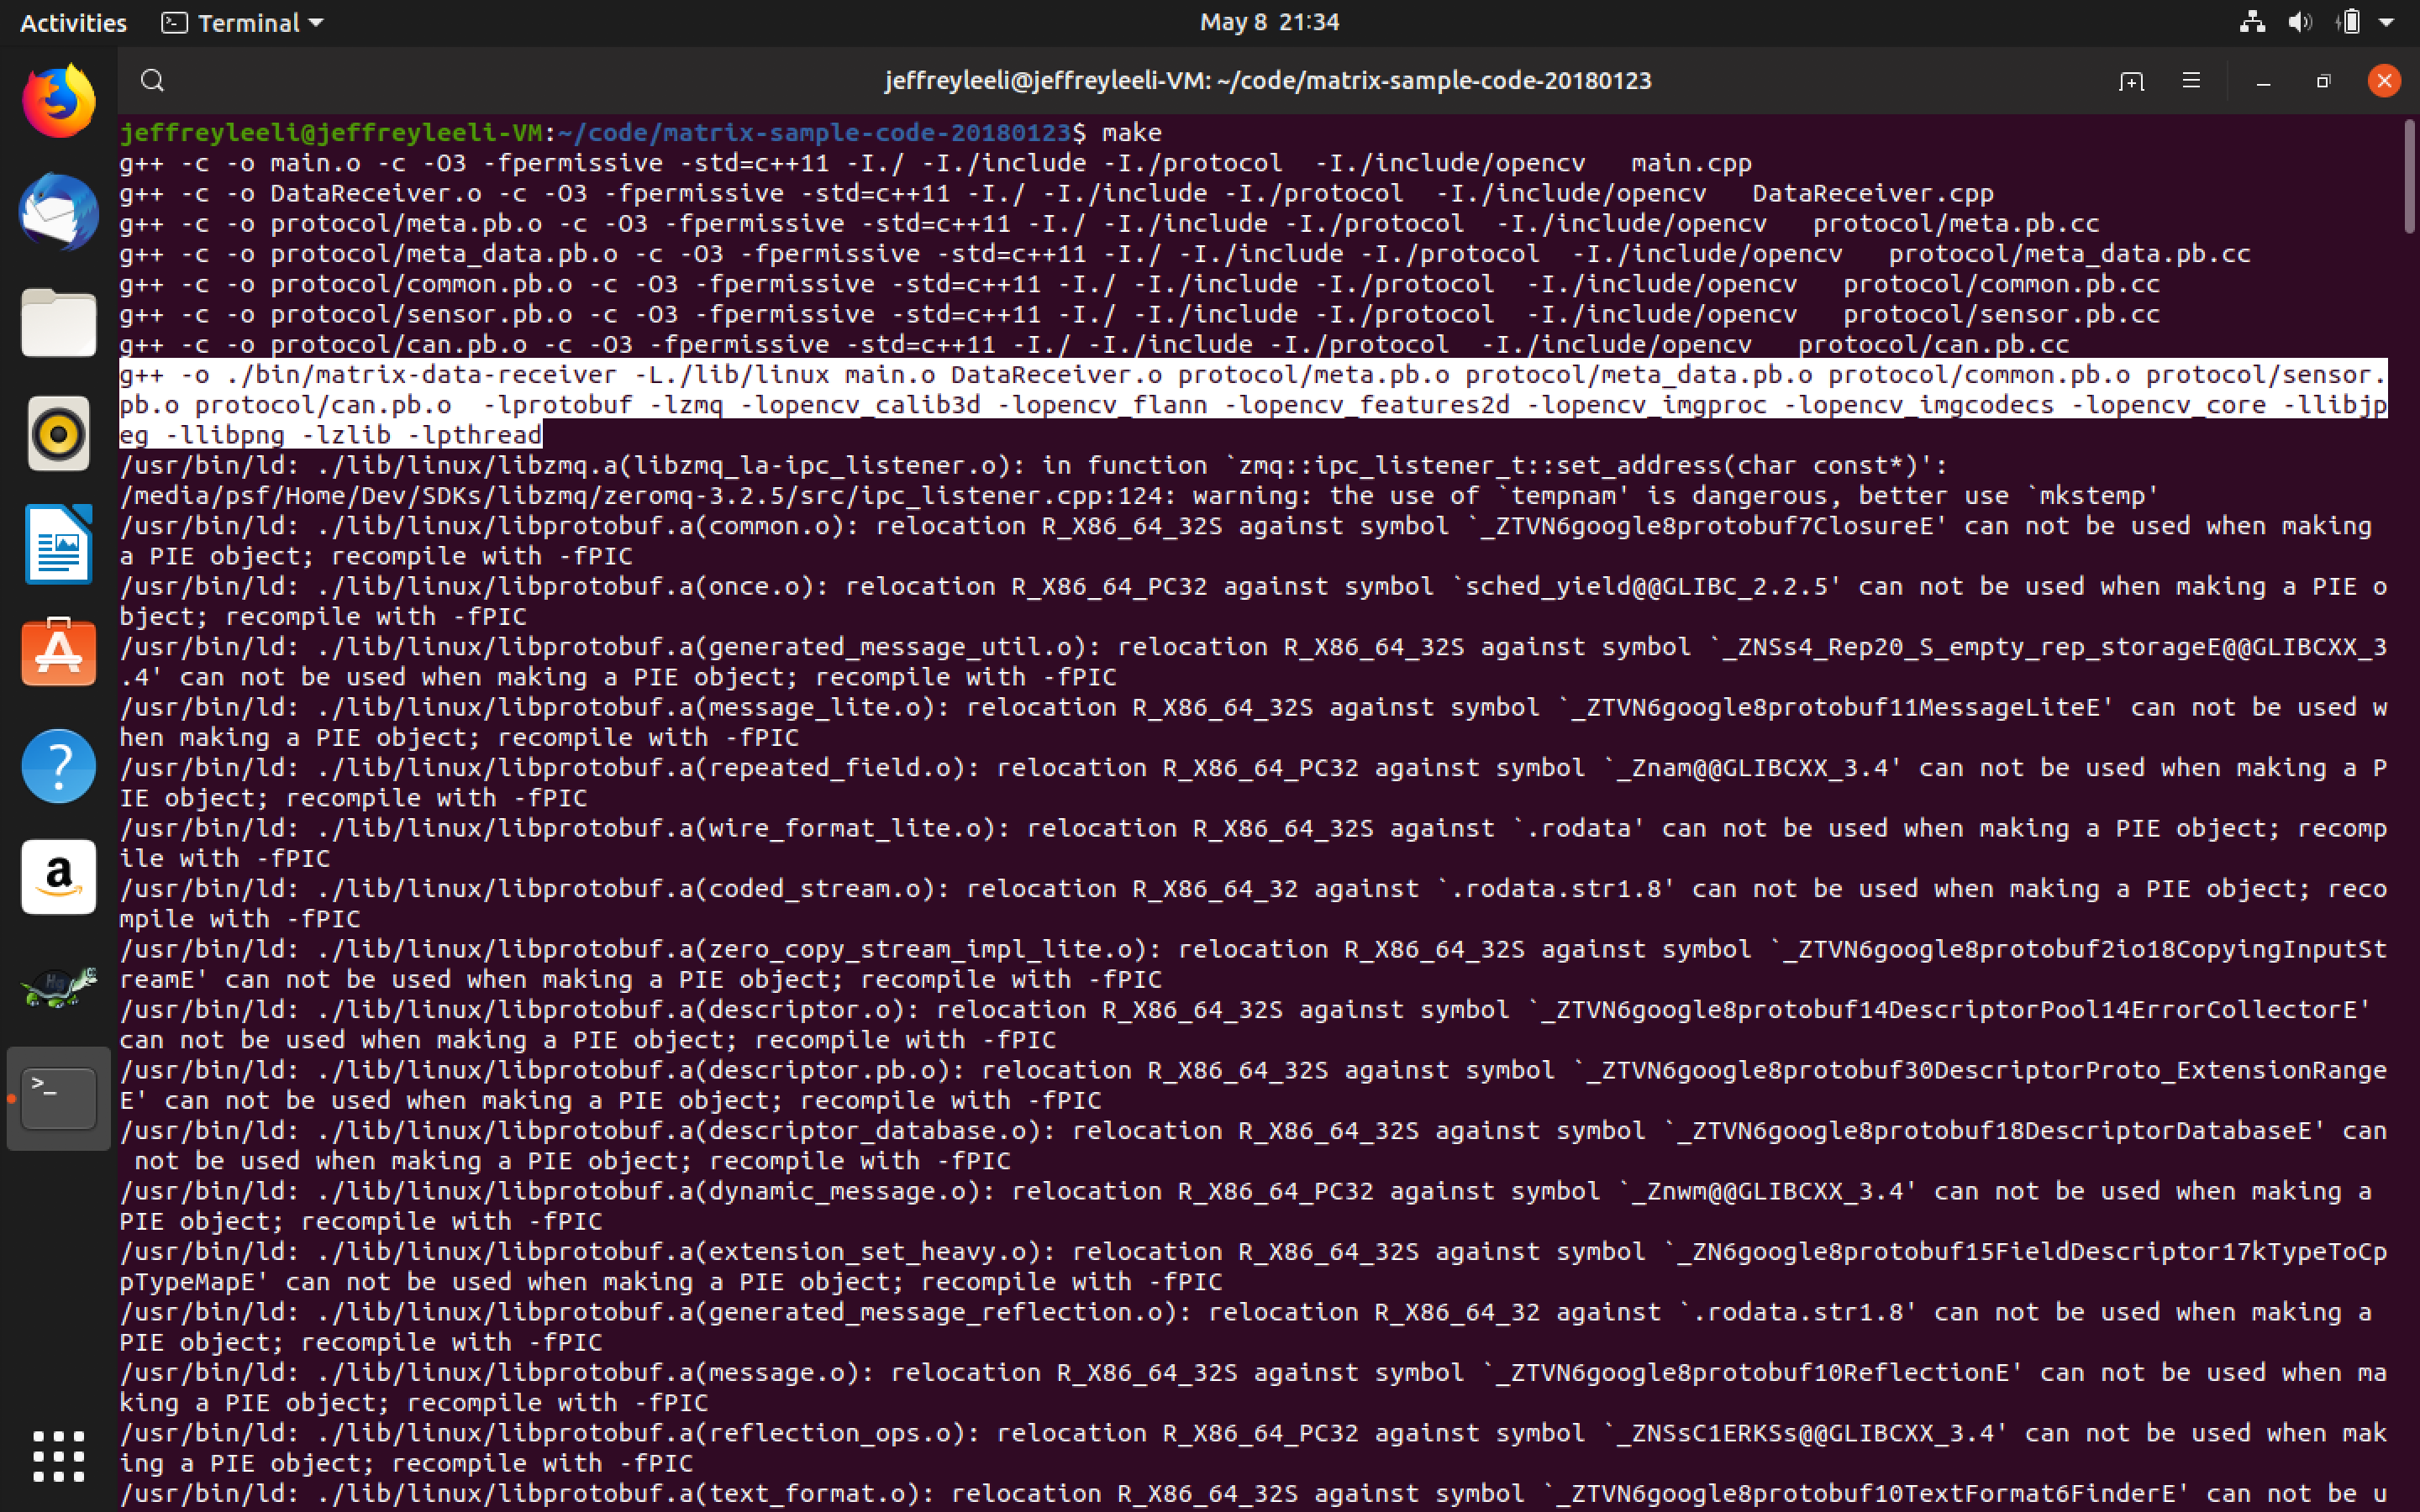 Activities Terminal May 8 21:34
jeffreyleeli@jeffreyleeli-VM: ~/code/matrix-sample-code-20180123
jeffreyleeli@jeffreyleeli-VM:~/code/matrix-sample-code-20180123$ make
g++ -c -o main.o -c -O3 -fpermissive -std=c++11 -I./ -I./include -I./protocol  -I./include/opencv   main.cpp
g++ -c -o DataReceiver.o -c -O3 -fpermissive -std=c++11 -I./ -I./include -I./protocol  -I./include/opencv   DataReceiver.cpp
g++ -c -o protocol/meta.pb.o -c -O3 -fpermissive -std=c++11 -I./ -I./include -I./protocol  -I./include/opencv   protocol/meta.pb.cc
g++ -c -o protocol/meta_data.pb.o -c -O3 -fpermissive -std=c++11 -I./ -I./include -I./protocol  -I./include/opencv   protocol/meta_data.pb.cc
g++ -c -o protocol/common.pb.o -c -O3 -fpermissive -std=c++11 -I./ -I./include -I./protocol  -I./include/opencv   protocol/common.pb.cc
g++ -c -o protocol/sensor.pb.o -c -O3 -fpermissive -std=c++11 -I./ -I./include -I./protocol  -I./include/opencv   protocol/sensor.pb.cc
g++ -c -o protocol/can.pb.o -c -O3 -fpermissive -std=c++11 -I./ -I./include -I./protocol  -I./include/opencv   protocol/can.pb.cc
g++ -o ./bin/matrix-data-receiver -L./lib/linux main.o DataReceiver.o protocol/meta.pb.o protocol/meta_data.pb.o protocol/common.pb.o protocol/sensor.
pb.o protocol/can.pb.o  -lprotobuf -lzmq -lopencv_calib3d -lopencv_flann -lopencv_features2d -lopencv_imgproc -lopencv_imgcodecs -lopencv_core -llibjp
eg -llibpng -lzlib -lpthread
/usr/bin/ld: ./lib/linux/libzmq.a(libzmq_la-ipc_listener.o): in function `zmq::ipc_listener_t::set_address(char const*)':
/media/psf/Home/Dev/SDKs/libzmq/zeromq-3.2.5/src/ipc_listener.cpp:124: warning: the use of `tempnam' is dangerous, better use `mkstemp'
/usr/bin/ld: ./lib/linux/libprotobuf.a(common.o): relocation R_X86_64_32S against symbol `_ZTVN6google8protobuf7ClosureE' can not be used when making
a PIE object; recompile with -fPIC
/usr/bin/ld: ./lib/linux/libprotobuf.a(once.o): relocation R_X86_64_PC32 against symbol `sched_yield@@GLIBC_2.2.5' can not be used when making a PIE o
bject; recompile with -fPIC
/usr/bin/ld: ./lib/linux/libprotobuf.a(generated_message_util.o): relocation R_X86_64_32S against symbol `_ZNSs4_Rep20_S_empty_rep_storageE@@GLIBCXX_3
.4' can not be used when making a PIE object; recompile with -fPIC
/usr/bin/ld: ./lib/linux/libprotobuf.a(message_lite.o): relocation R_X86_64_32S against symbol `_ZTVN6google8protobuf11MessageLiteE' can not be used w
hen making a PIE object; recompile with -fPIC
/usr/bin/ld: ./lib/linux/libprotobuf.a(repeated_field.o): relocation R_X86_64_PC32 against symbol `_Znam@@GLIBCXX_3.4' can not be used when making a P
IE object; recompile with -fPIC
/usr/bin/ld: ./lib/linux/libprotobuf.a(wire_format_lite.o): relocation R_X86_64_32S against `.rodata' can not be used when making a PIE object; recomp
ile with -fPIC
/usr/bin/ld: ./lib/linux/libprotobuf.a(coded_stream.o): relocation R_X86_64_32 against `.rodata.str1.8' can not be used when making a PIE object; reco
mpile with -fPIC
/usr/bin/ld: ./lib/linux/libprotobuf.a(zero_copy_stream_impl_lite.o): relocation R_X86_64_32S against symbol `_ZTVN6google8protobuf2io18CopyingInputSt
reamE' can not be used when making a PIE object; recompile with -fPIC
/usr/bin/ld: ./lib/linux/libprotobuf.a(descriptor.o): relocation R_X86_64_32S against symbol `_ZTVN6google8protobuf14DescriptorPool14ErrorCollectorE'
can not be used when making a PIE object; recompile with -fPIC
/usr/bin/ld: ./lib/linux/libprotobuf.a(descriptor.pb.o): relocation R_X86_64_32S against symbol `_ZTVN6google8protobuf30DescriptorProto_ExtensionRange
E' can not be used when making a PIE object; recompile with -fPIC
/usr/bin/ld: ./lib/linux/libprotobuf.a(descriptor_database.o): relocation R_X86_64_32S against symbol `_ZTVN6google8protobuf18DescriptorDatabaseE' can
 not be used when making a PIE object; recompile with -fPIC
/usr/bin/ld: ./lib/linux/libprotobuf.a(dynamic_message.o): relocation R_X86_64_PC32 against symbol `_Znwm@@GLIBCXX_3.4' can not be used when making a
PIE object; recompile with -fPIC
/usr/bin/ld: ./lib/linux/libprotobuf.a(extension_set_heavy.o): relocation R_X86_64_32S against symbol `_ZN6google8protobuf15FieldDescriptor17kTypeToCp
pTypeMapE' can not be used when making a PIE object; recompile with -fPIC
/usr/bin/ld: ./lib/linux/libprotobuf.a(generated_message_reflection.o): relocation R_X86_64_32 against `.rodata.str1.8' can not be used when making a
PIE object; recompile with -fPIC
/usr/bin/ld: ./lib/linux/libprotobuf.a(message.o): relocation R_X86_64_32S against symbol `_ZTVN6google8protobuf10ReflectionE' can not be used when ma
king a PIE object; recompile with -fPIC
/usr/bin/ld: ./lib/linux/libprotobuf.a(reflection_ops.o): relocation R_X86_64_PC32 against symbol `_ZNSsC1ERKSs@@GLIBCXX_3.4' can not be used when mak
ing a PIE object; recompile with -fPIC
/usr/bin/ld: ./lib/linux/libprotobuf.a(text_format.o): relocation R_X86_64_32S against symbol `_ZTVN6google8protobuf10TextFormat6FinderE' can not be u